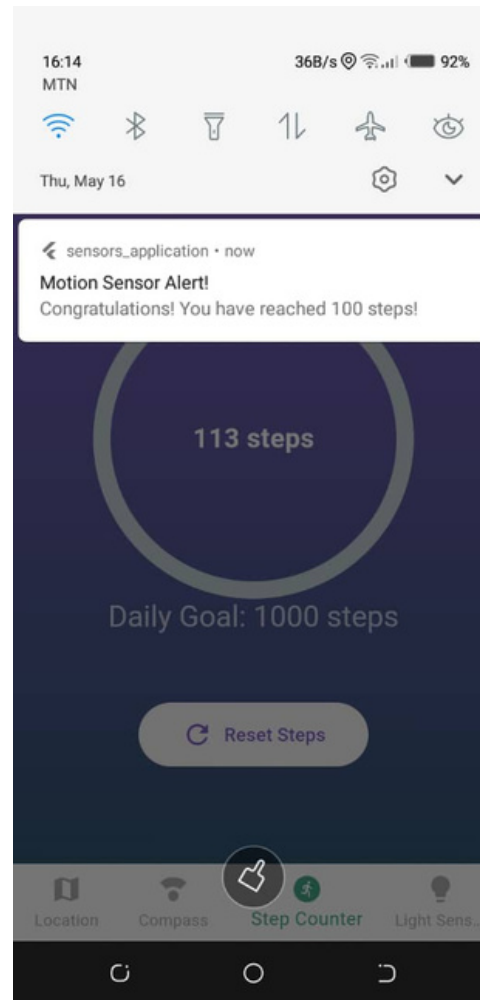 16:14 36B/s 92%
MTN
Thu, May 16
sensors_application • now
Motion Sensor Alert!
Congratulations! You have reached 100 steps!
113 steps
Daily Goal: 1000 steps
Reset Steps
Location Compass Step Counter Light Sens...